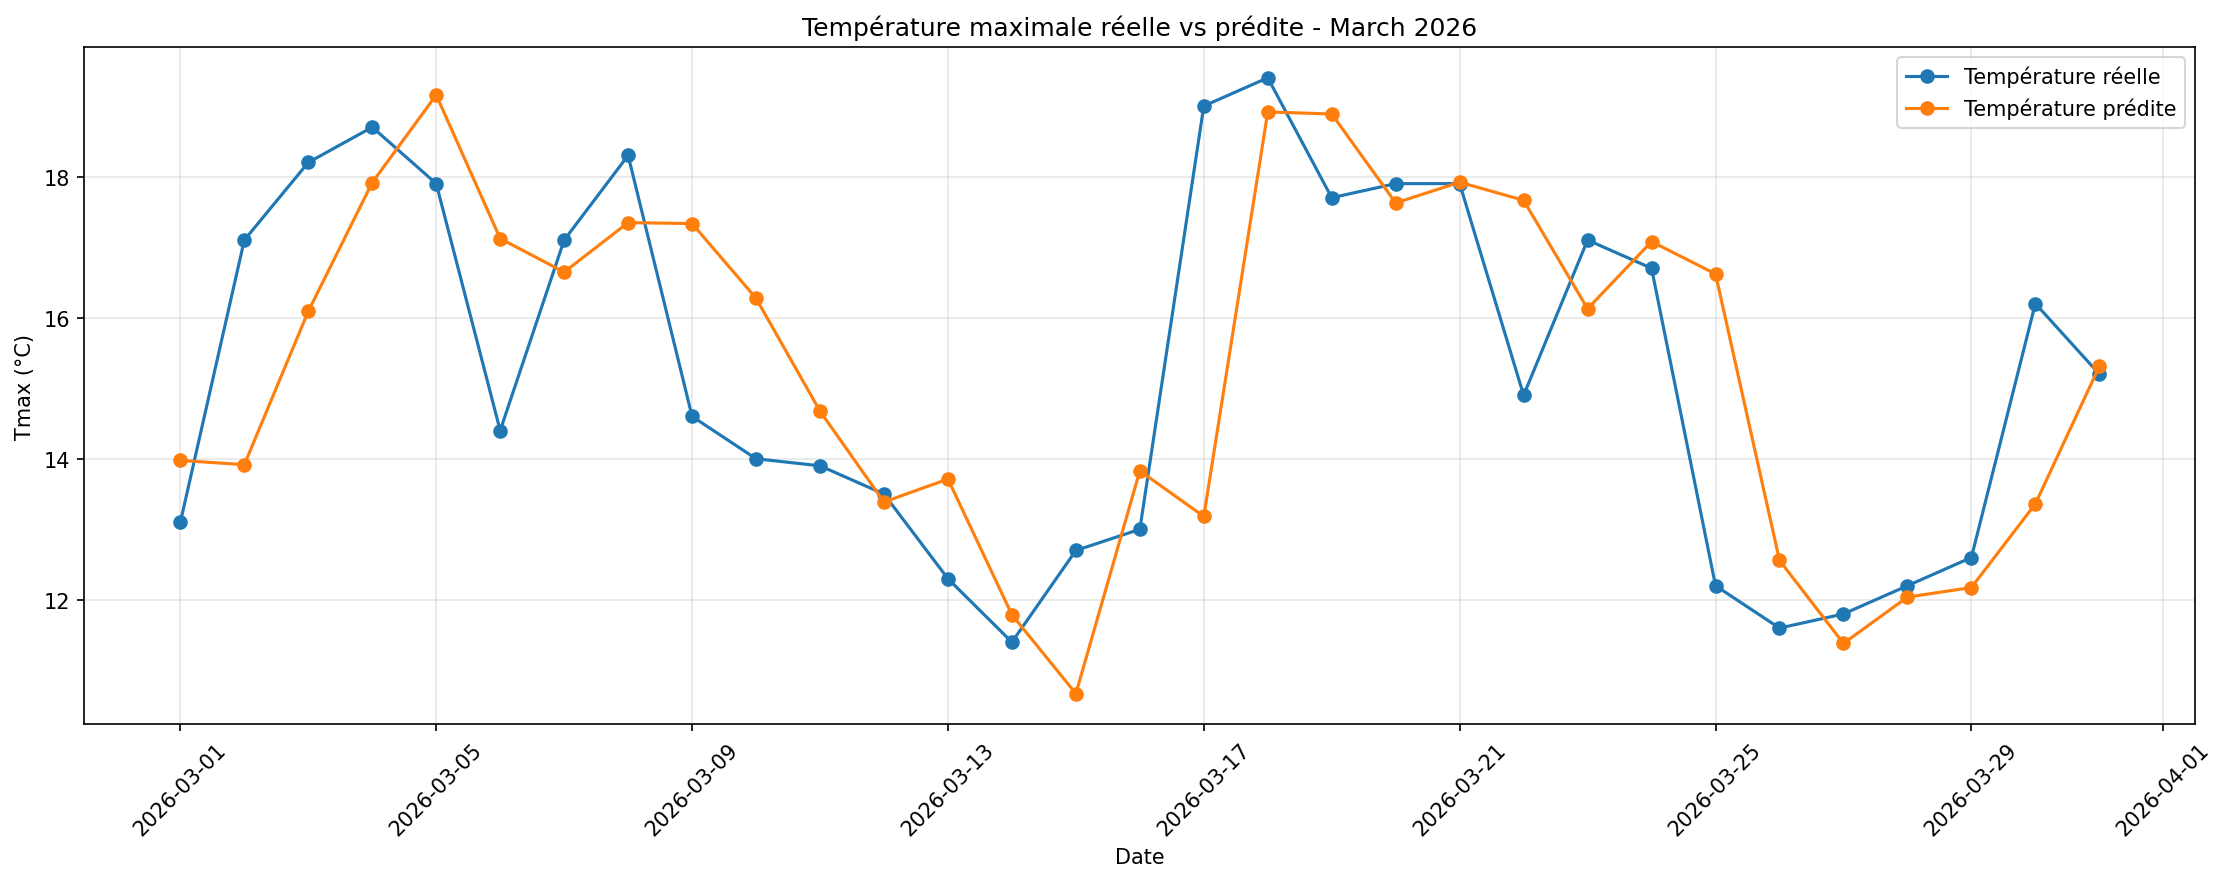 Température maximale réelle vs prédite - March 2026
Température réelle
Température prédite
Tmax (°C)
18
16
14
12
2026-03-01
2026-03-05
2026-03-09
2026-03-13
2026-03-17
2026-03-21
2026-03-25
2026-03-29
2026-04-01
Date